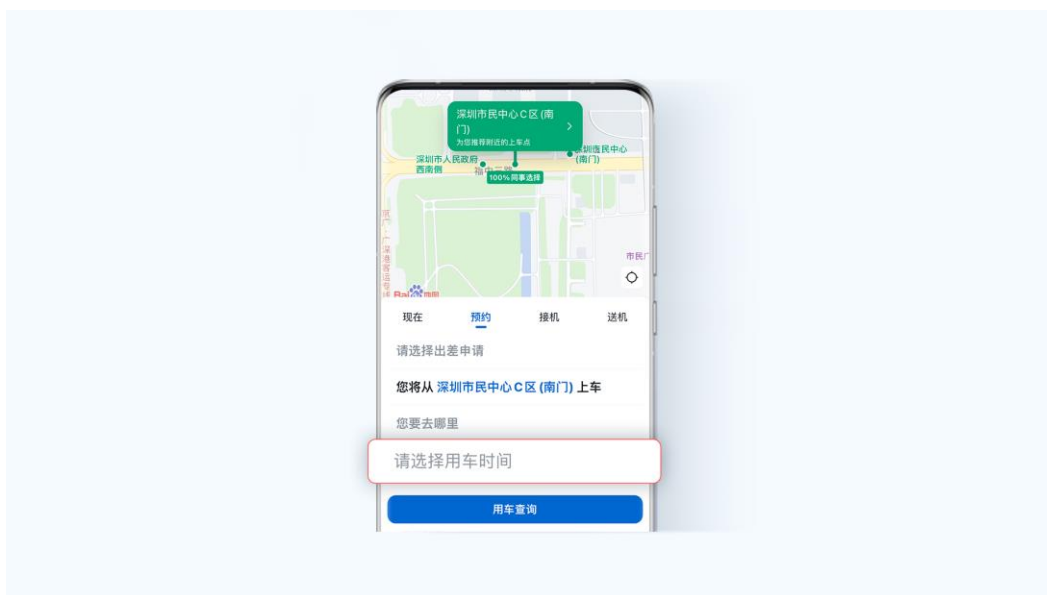 深圳市民中心C区(南
门)
为您推荐附近的上车点
深圳市人民政府
西南侧
深圳市民中心
(南门)
100%同事选择
市民广
Bai 地图
现在
预约
接机
送机
请选择出差申请
您将从 深圳市民中心C区(南门) 上车
您要去哪里
请选择用车时间
用车查询